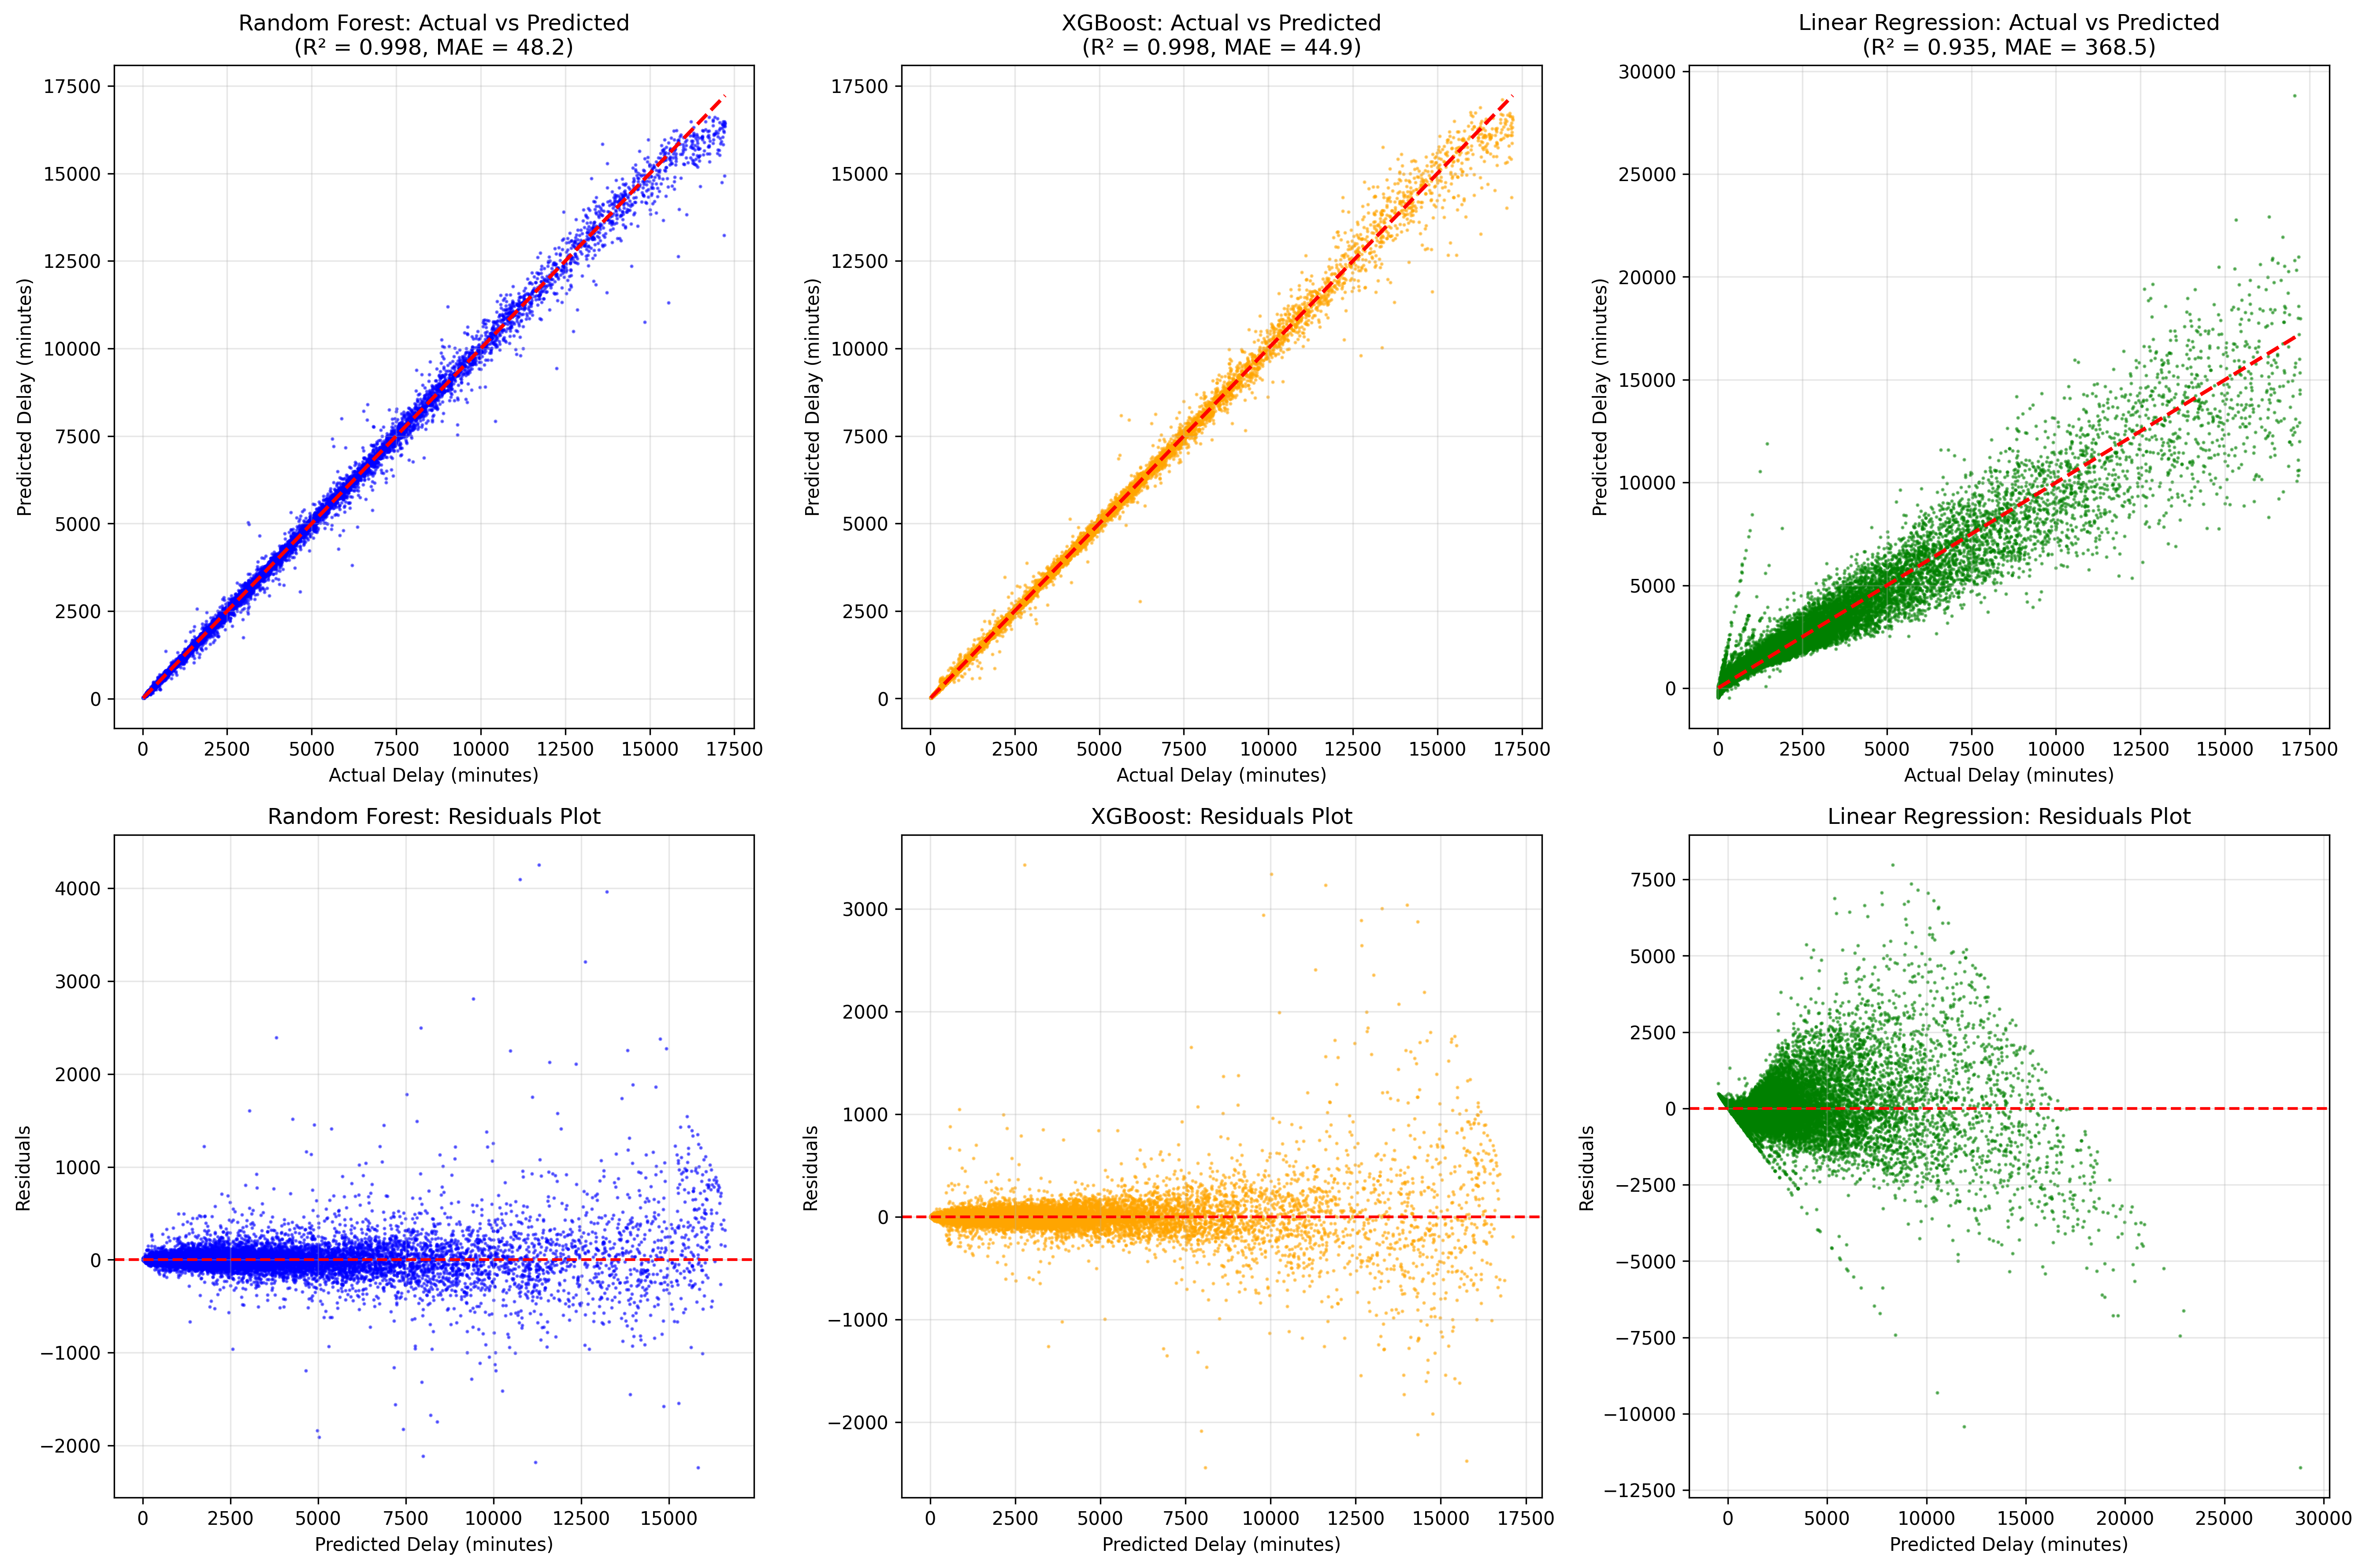 Random Forest: Actual vs Predicted
(R² = 0.998, MAE = 48.2)
17500
15000
12500
10000
7500
5000
2500
0
Predicted Delay (minutes)
0 2500 5000 7500 10000 12500 15000 17500
Actual Delay (minutes)
XGBoost: Actual vs Predicted
(R² = 0.998, MAE = 44.9)
17500
15000
12500
10000
7500
5000
2500
0
Predicted Delay (minutes)
0 2500 5000 7500 10000 12500 15000 17500
Actual Delay (minutes)
Linear Regression: Actual vs Predicted
(R² = 0.935, MAE = 368.5)
30000
25000
20000
15000
10000
5000
0
Predicted Delay (minutes)
0 2500 5000 7500 10000 12500 15000 17500
Actual Delay (minutes)
Random Forest: Residuals Plot
4000
3000
2000
1000
0
−1000
−2000
Residuals
0 2500 5000 7500 10000 12500 15000
Predicted Delay (minutes)
XGBoost: Residuals Plot
3000
2000
1000
0
−1000
−2000
Residuals
0 2500 5000 7500 10000 12500 15000 17500
Predicted Delay (minutes)
Linear Regression: Residuals Plot
7500
5000
2500
0
−2500
−5000
−7500
−10000
−12500
Residuals
0 5000 10000 15000 20000 25000 30000
Predicted Delay (minutes)